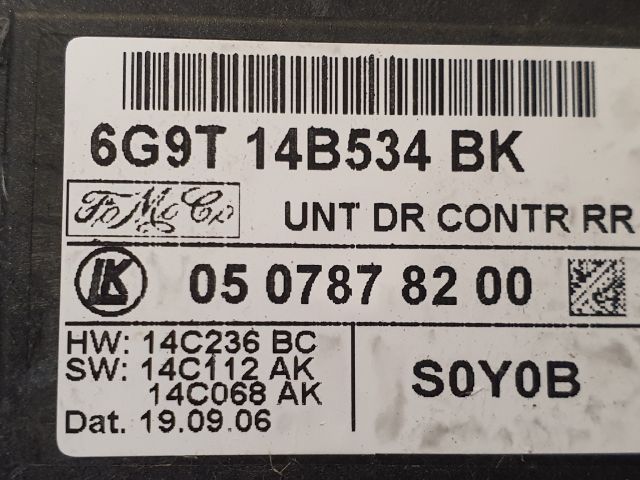 6G9T 14B534 BK
FoMoCo UNT DR CONTR RR
LK 05 0787 82 00
HW: 14C236 BC
SW: 14C112 AK
14C068 AK
Dat. 19.09.06
S0Y0B